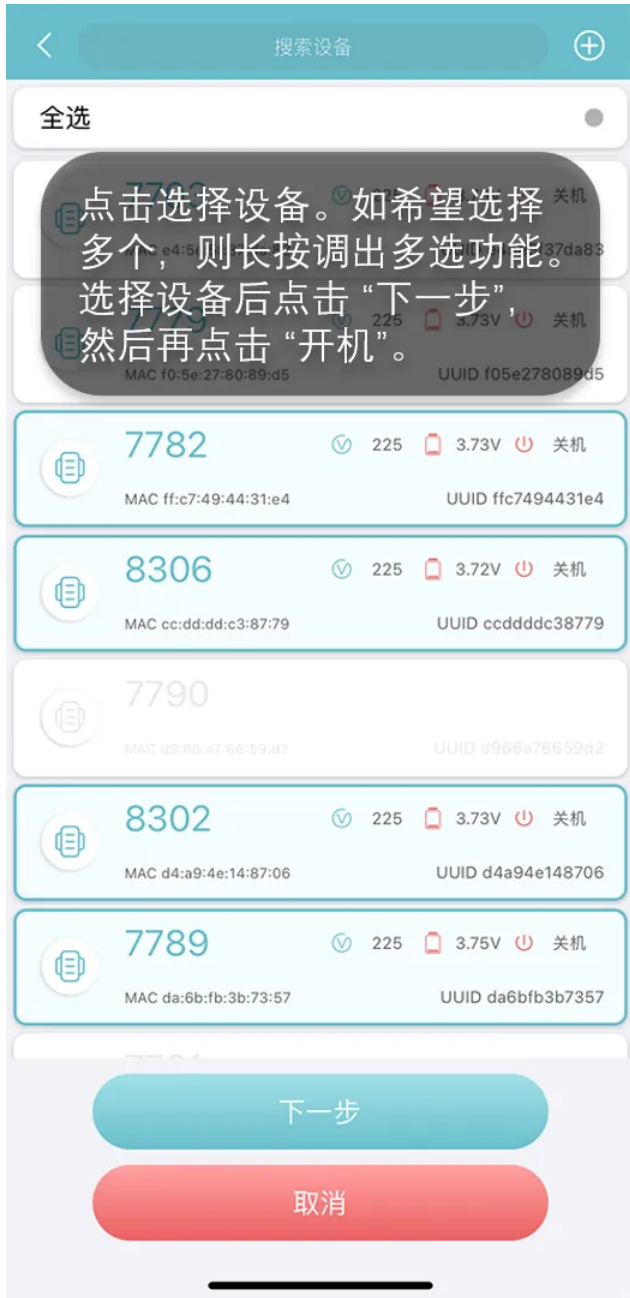 搜索设备
全选
点击选择设备。如希望选择
多个，则长按调出多选功能。
选择设备后点击 “下一步”，
然后再点击 “开机”。
关机
7779 225 3.73V 关机
MAC f0:5e:27:80:89:d5 UUID f05e278089d5
7782 225 3.73V 关机
MAC ff:c7:49:44:31:e4 UUID ffc7494431e4
8306 225 3.72V 关机
MAC cc:dd:dd:c3:87:79 UUID ccddddc38779
7790
MAC d9:66:a7:66:59:d2 UUID d966a76659d2
8302 225 3.73V 关机
MAC d4:a9:4e:14:87:06 UUID d4a94e148706
7789 225 3.75V 关机
MAC da:6b:fb:3b:73:57 UUID da6bfb3b7357
下一步
取消